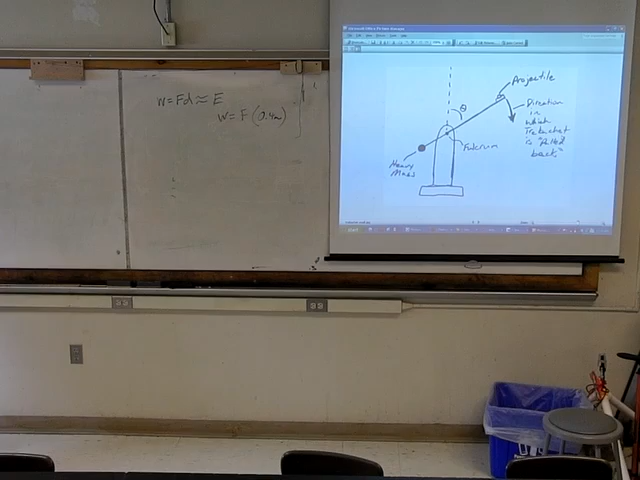 W=Fd≈E
W=F(0.4m)
Projectile
θ
Direction
in
which
Trebuchet
is "pulled
back"
Fulcrum
Heavy
Mass